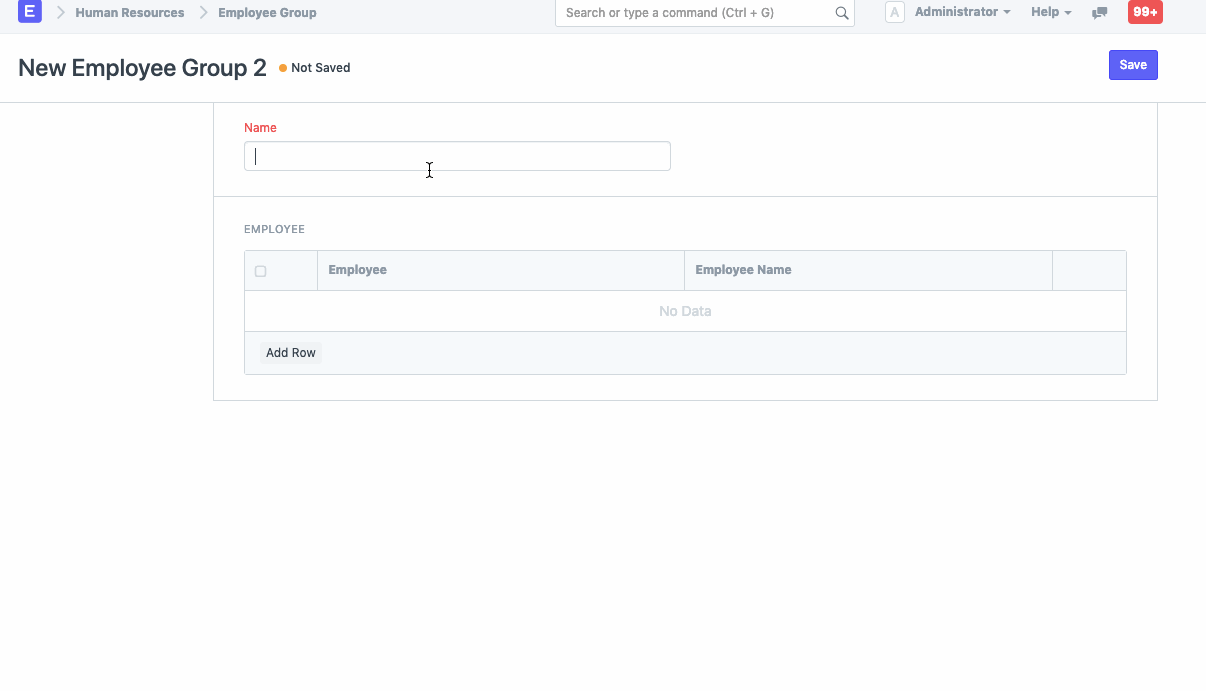 E Human Resources Employee Group Search or type a command (Ctrl + G) A Administrator Help 99+
New Employee Group 2 Not Saved Save
Name
EMPLOYEE
Employee Employee Name
No Data
Add Row